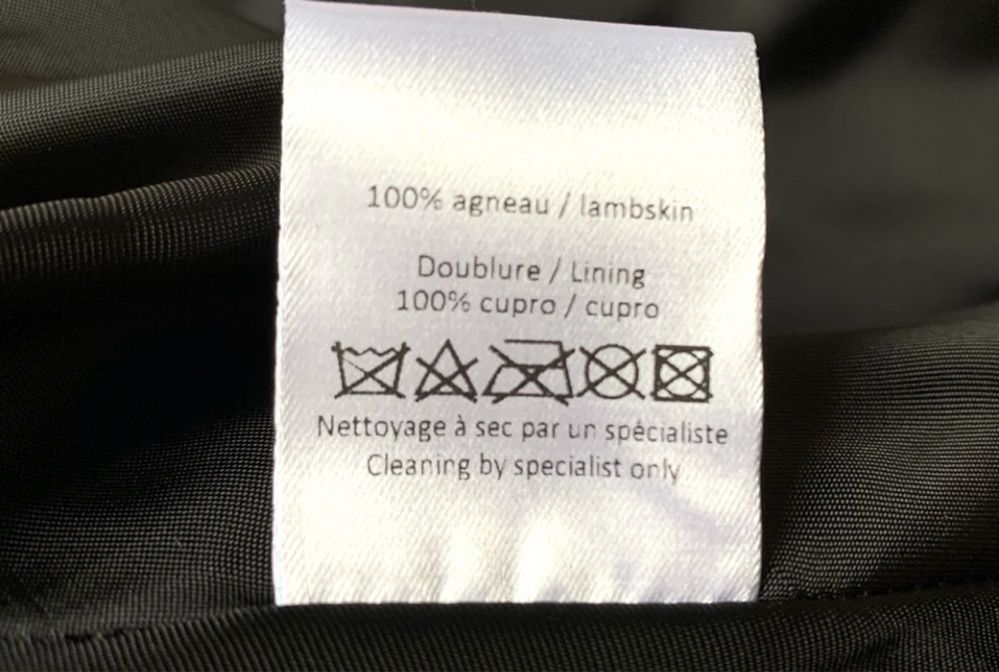 100% agneau / lambskin
Doublure / Lining
100% cupro / cupro
Nettoyage à sec par un spécialiste
Cleaning by specialist only